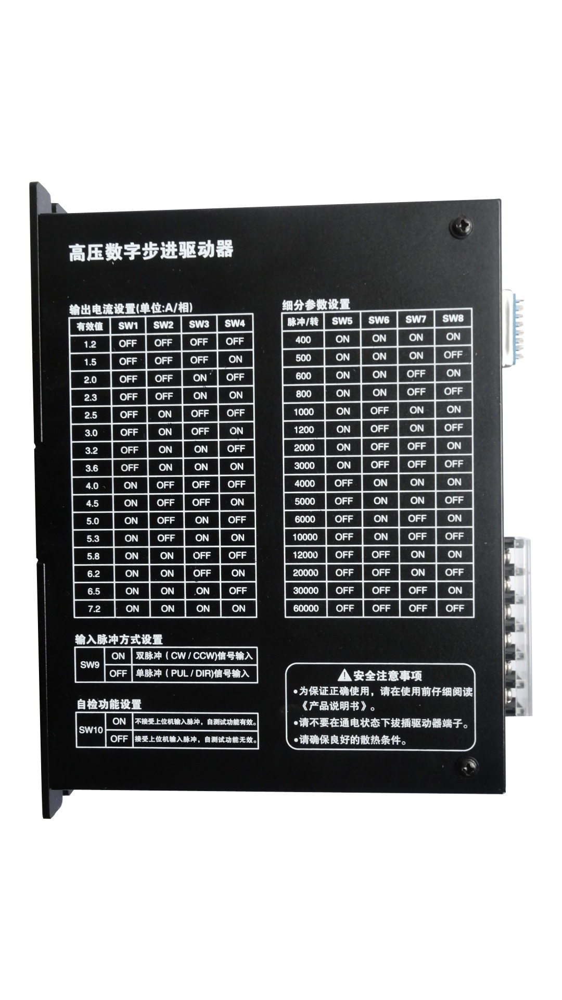 高压数字步进驱动器
输出电流设置(单位:A/相)
有效值 SW1 SW2 SW3 SW4
1.2 OFF OFF OFF OFF
1.5 OFF OFF OFF ON
2.0 OFF OFF ON OFF
2.3 OFF OFF ON ON
2.5 OFF ON OFF OFF
3.0 OFF ON OFF ON
3.2 OFF ON ON OFF
3.6 OFF ON ON ON
4.0 ON OFF OFF OFF
4.5 ON OFF OFF ON
5.0 ON OFF ON OFF
5.3 ON OFF ON ON
5.8 ON ON OFF OFF
6.2 ON ON OFF ON
6.5 ON ON ON OFF
7.2 ON ON ON ON
细分参数设置
脉冲/转 SW5 SW6 SW7 SW8
400 ON ON ON ON
500 ON ON ON OFF
600 ON ON OFF ON
800 ON ON OFF OFF
1000 ON OFF ON ON
1200 ON OFF ON OFF
2000 ON OFF OFF ON
3000 ON OFF OFF OFF
4000 OFF ON ON ON
5000 OFF ON ON OFF
6000 OFF ON OFF ON
10000 OFF ON OFF OFF
12000 OFF OFF ON ON
20000 OFF OFF ON OFF
30000 OFF OFF OFF ON
60000 OFF OFF OFF OFF
输入脉冲方式设置
SW9
ON 双脉冲（CW / CCW)信号输入
OFF 单脉冲（PUL / DIR)信号输入
自检功能设置
SW10
ON 不接受上位机输入脉冲，自测试功能有效。
OFF 接受上位机输入脉冲，自测试功能无效。
安全注意事项
•为保证正确使用，请在使用前仔细阅读
《产品说明书》。
•请不要在通电状态下拔插驱动器端子。
•请确保良好的散热条件。